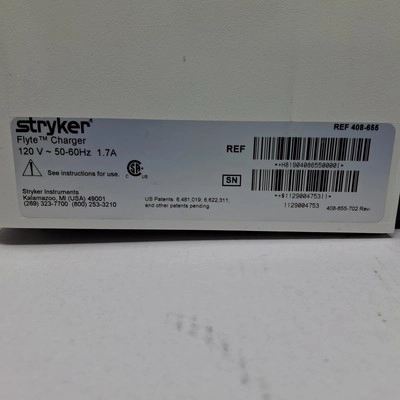 stryker®
REF 408-655
Flyte™ Charger
120 V ~ 50-60Hz 1.7A
REF
*+H61904086550000I*
See instructions for use.
SN
Stryker Instruments
Kalamazoo, MI (USA) 49001
(269) 323-7700 (800) 253-3210
US Patents: 6,481,019; 6,622,311;
and other patents pending.
1129004753
408-655-702 Rev-